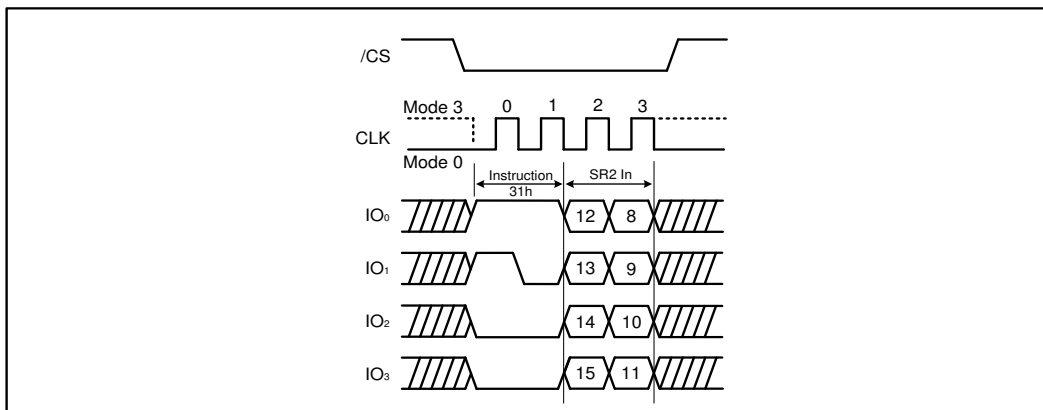 /CS
Mode 3 0 1 2 3
CLK
Mode 0
Instruction SR2 In
31h
IO₀ 12 8
IO₁ 13 9
IO₂ 14 10
IO₃ 15 11